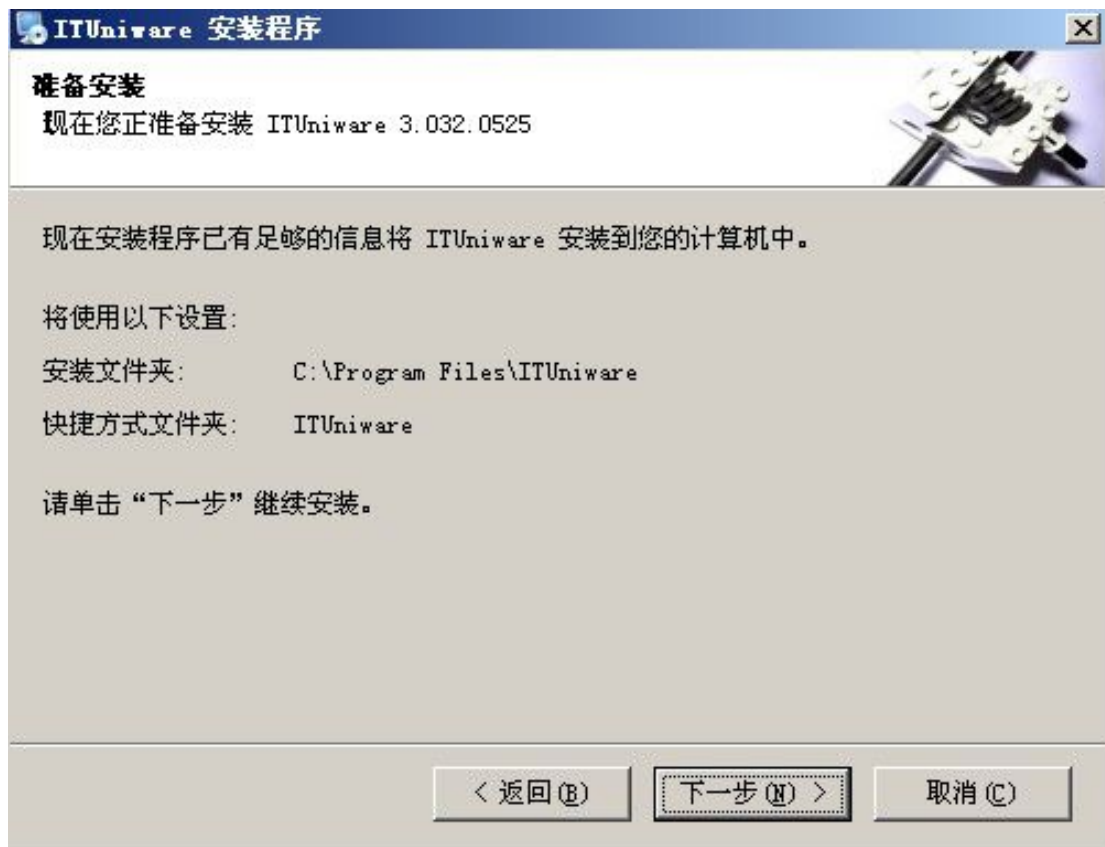 ITUniware 安装程序
准备安装
现在您正准备安装 ITUniware 3.032.0525
现在安装程序已有足够的信息将 ITUniware 安装到您的计算机中。
将使用以下设置:
安装文件夹: C:\Program Files\ITUniware
快捷方式文件夹: ITUniware
请单击“下一步”继续安装。
< 返回(B) 下一步(N) > 取消(C)